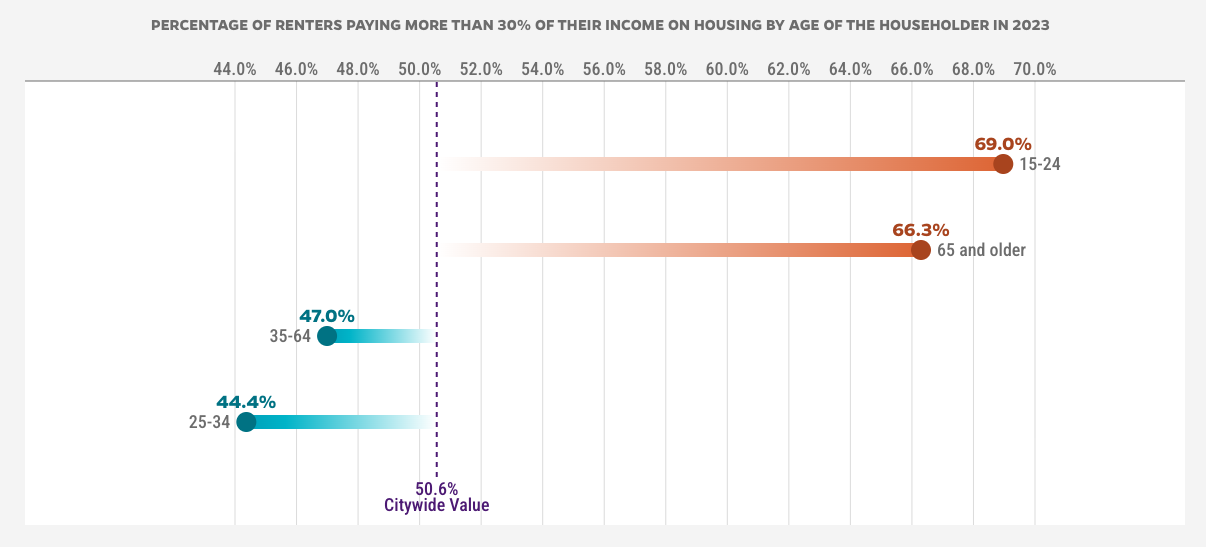 PERCENTAGE OF RENTERS PAYING MORE THAN 30% OF THEIR INCOME ON HOUSING BY AGE OF THE HOUSEHOLDER IN 2023
44.0% 46.0% 48.0% 50.0% 52.0% 54.0% 56.0% 58.0% 60.0% 62.0% 64.0% 66.0% 68.0% 70.0%
69.0%
15-24
66.3%
65 and older
47.0%
35-64
44.4%
25-34
50.6%
Citywide Value